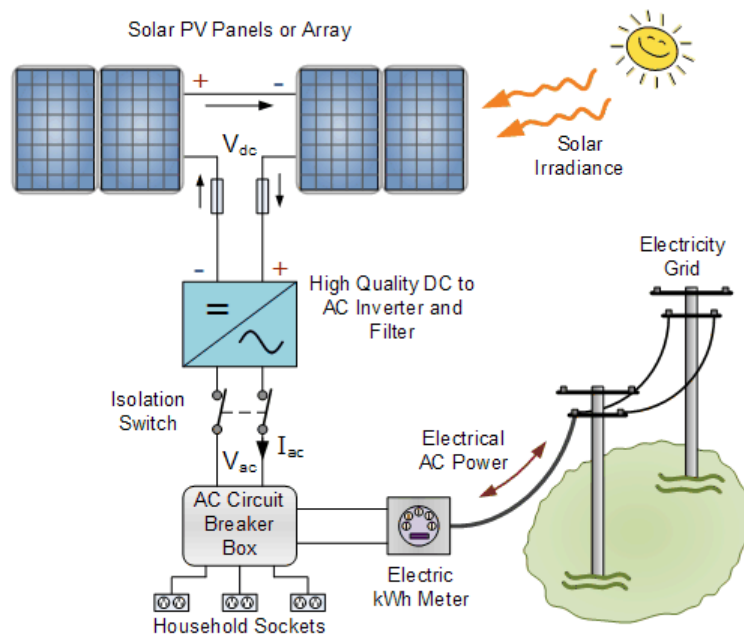 Solar PV Panels or Array
+
-
Vdc
Solar
Irradiance
-
+
High Quality DC to
AC Inverter and
Filter
Electricity
Grid
Isolation
Switch
Vac
Iac
Electrical
AC Power
AC Circuit
Breaker
Box
Electric
kWh Meter
Household Sockets